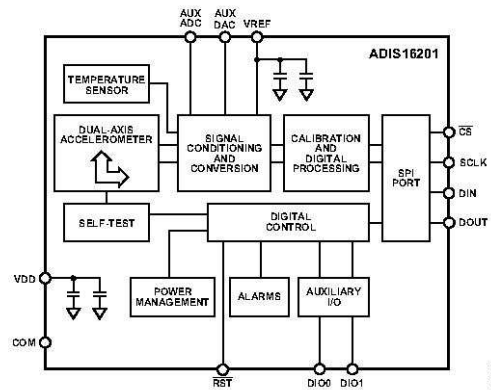 AUX ADC
AUX DAC
VREF
ADIS16201
TEMPERATURE
SENSOR
DUAL-AXIS
ACCELEROMETER
SIGNAL
CONDITIONING
AND
CONVERSION
CALIBRATION
AND
DIGITAL
PROCESSING
SPI
PORT
CS
SCLK
DIN
DOUT
SELF-TEST
DIGITAL
CONTROL
VDD
POWER
MANAGEMENT
ALARMS
AUXILIARY
I/O
COM
RST
DIO0
DIO1